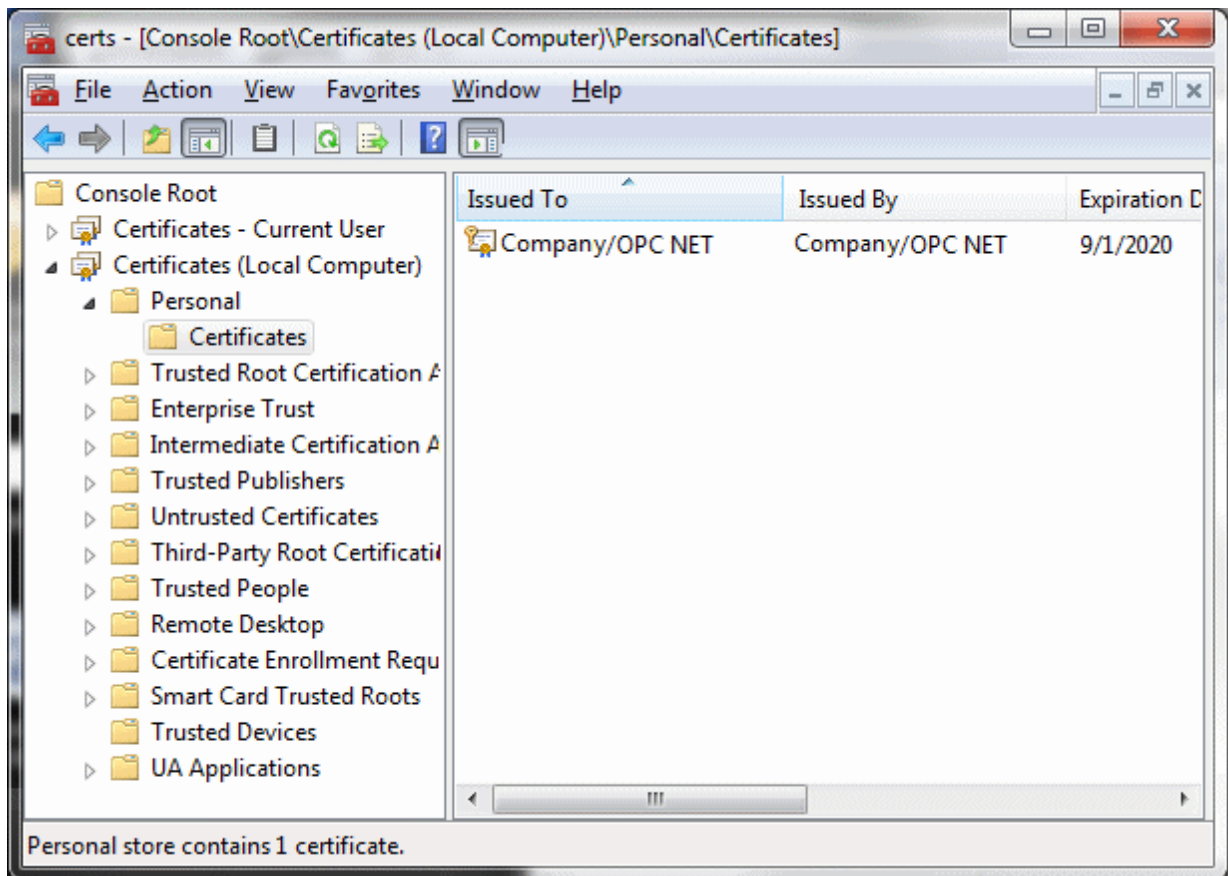 certs - [Console Root\Certificates (Local Computer)\Personal\Certificates]
File Action View Favorites Window Help
Console Root
Certificates - Current User
Certificates (Local Computer)
Personal
Certificates
Trusted Root Certification A
Enterprise Trust
Intermediate Certification A
Trusted Publishers
Untrusted Certificates
Third-Party Root Certificati
Trusted People
Remote Desktop
Certificate Enrollment Requ
Smart Card Trusted Roots
Trusted Devices
UA Applications
Issued To Issued By Expiration D
Company/OPC NET Company/OPC NET 9/1/2020
Personal store contains 1 certificate.